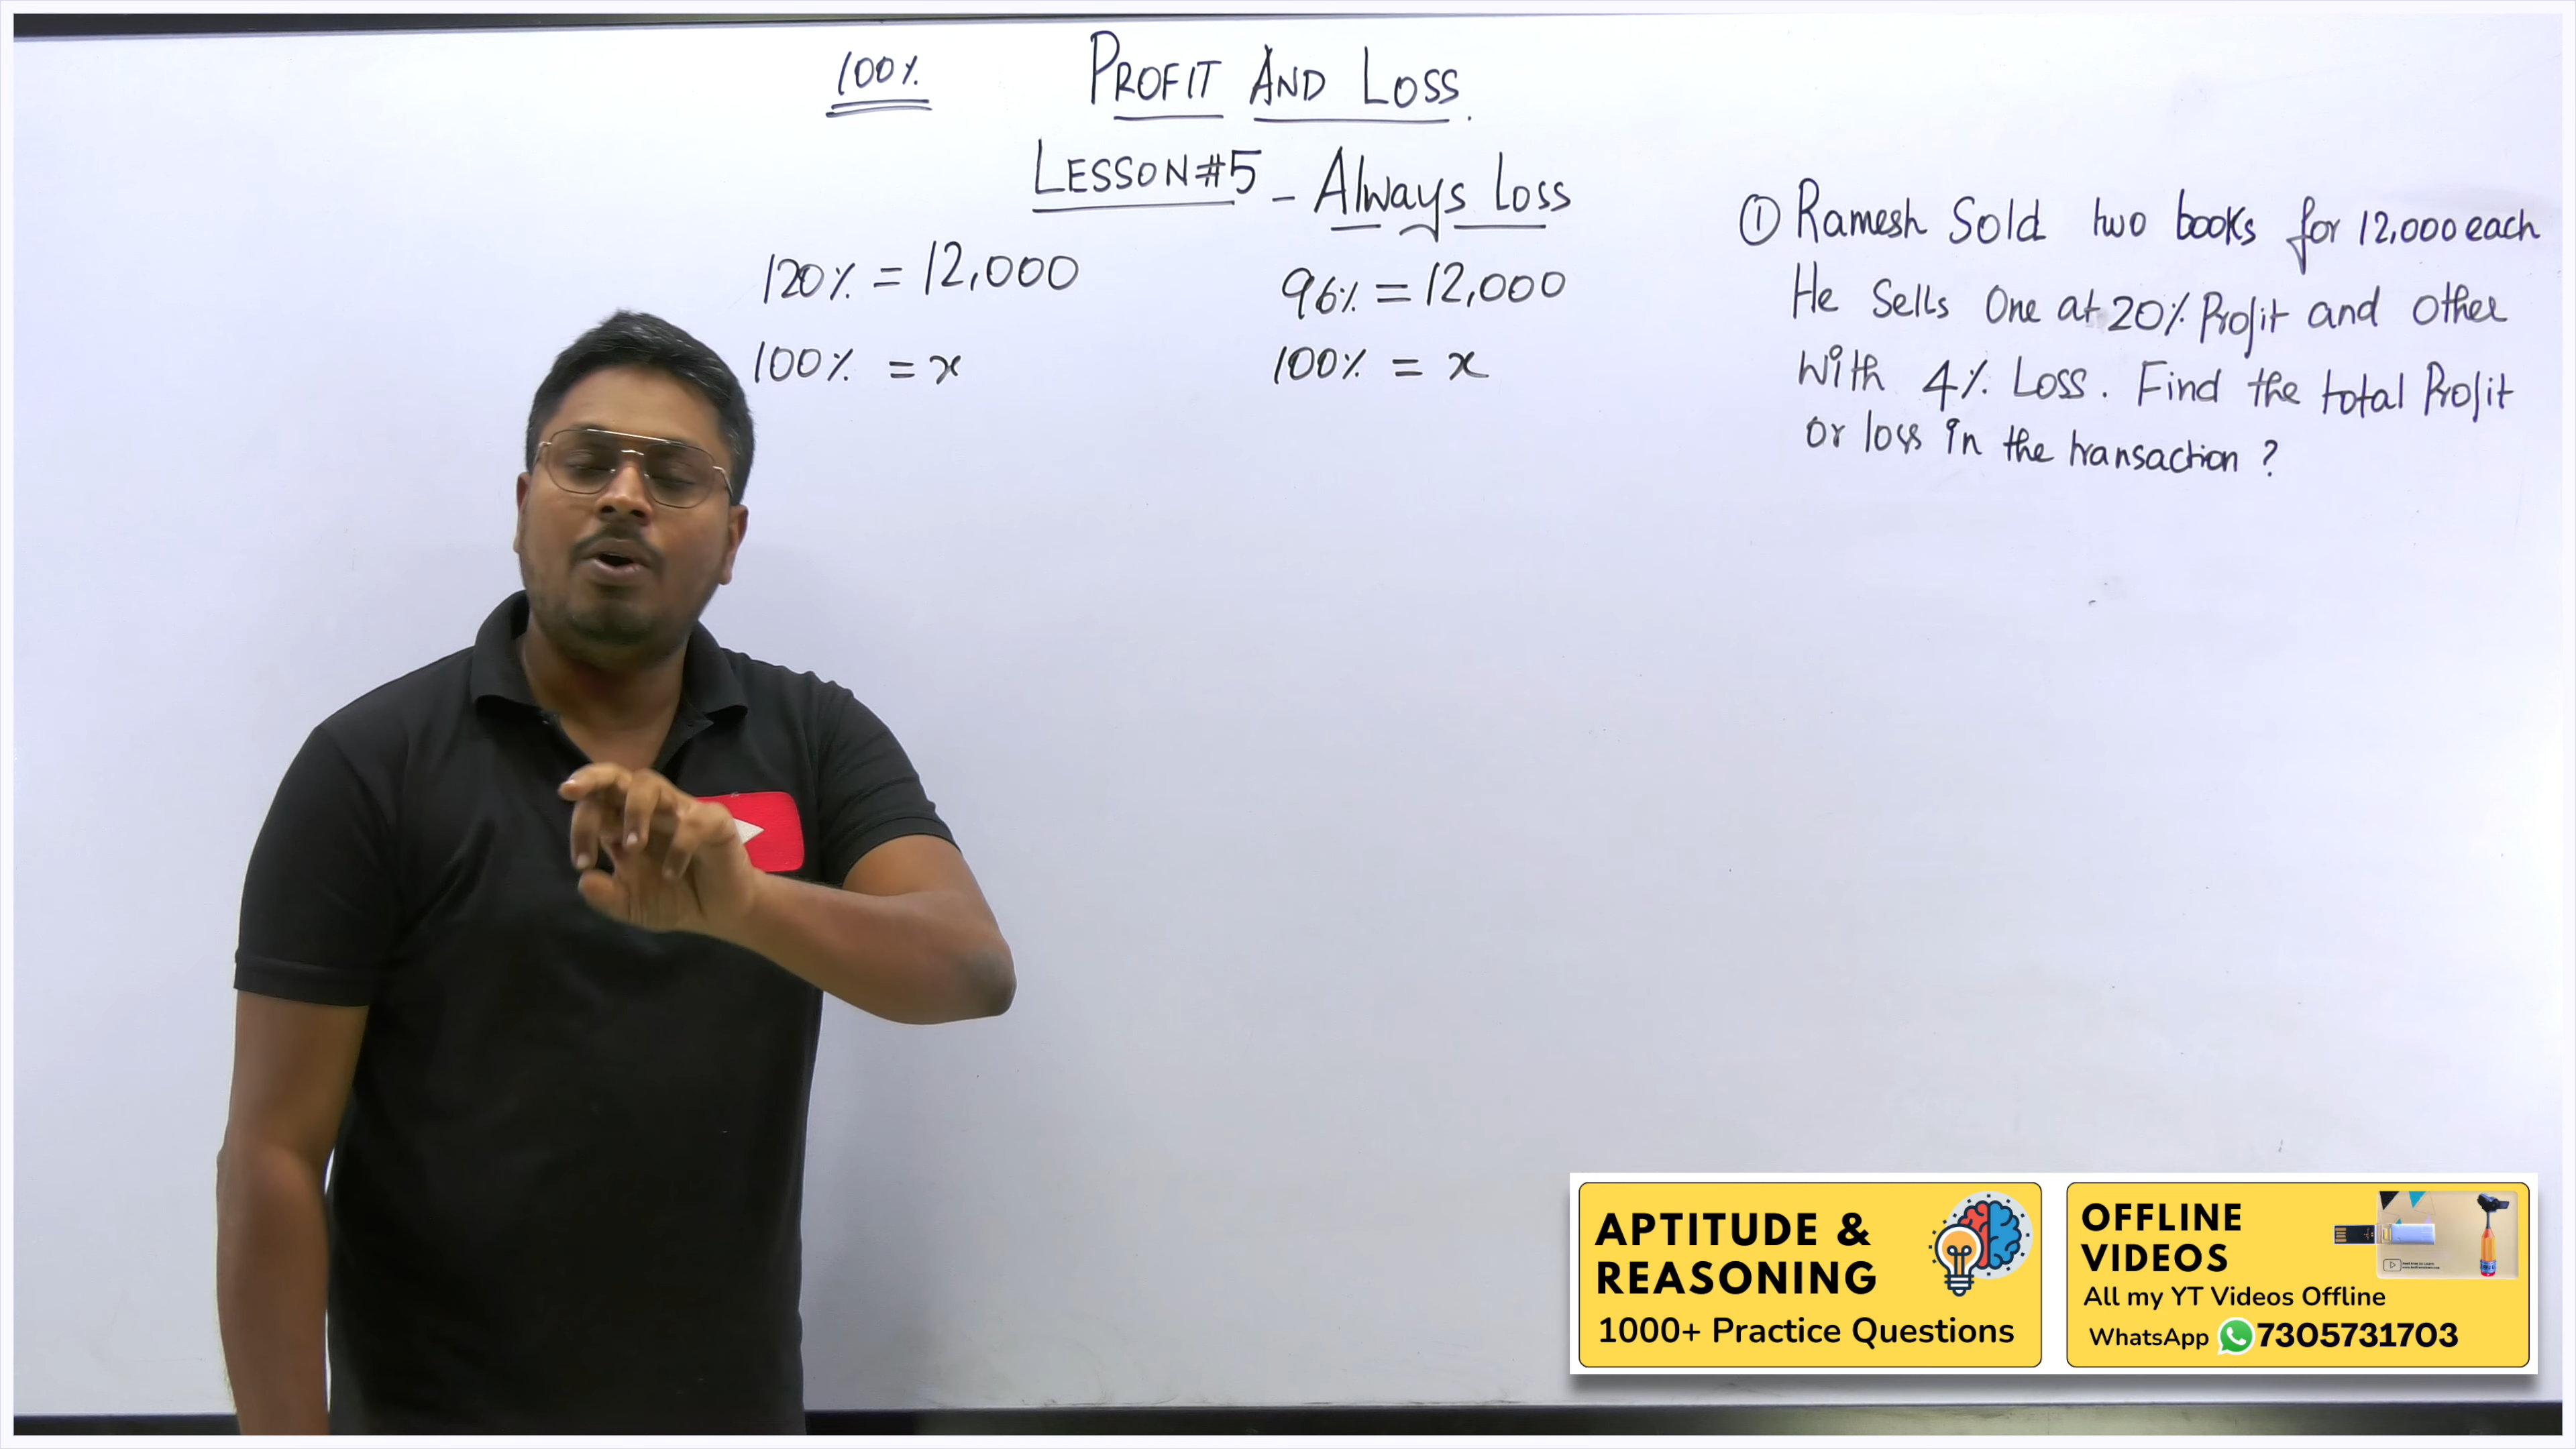 100%
PROFIT AND LOSS.
LESSON#5 - Always Loss
120% = 12,000
100% = x
96% = 12,000
100% = x
① Ramesh Sold two books for 12,000 each
He Sells One at 20% Profit and Other
With 4% Loss. Find the total Profit
Or loss in the transaction ?
APTITUDE &
REASONING
1000+ Practice Questions
OFFLINE
VIDEOS
All my YT Videos Offline
WhatsApp 7305731703